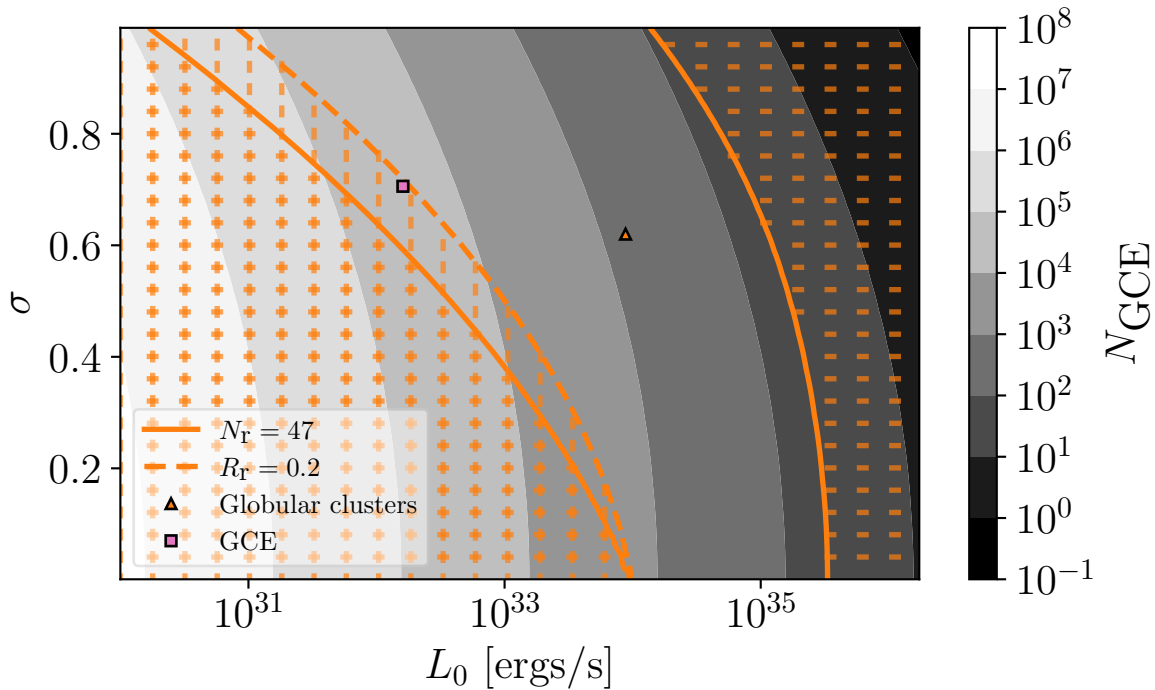 σ
0.8
0.6
0.4
0.2
N_r = 47
R_r = 0.2
Globular clusters
GCE
10^31
10^33
10^35
L_0 [ergs/s]
10^8
10^7
10^6
10^5
10^4
10^3
10^2
10^1
10^0
10^−1
N_GCE